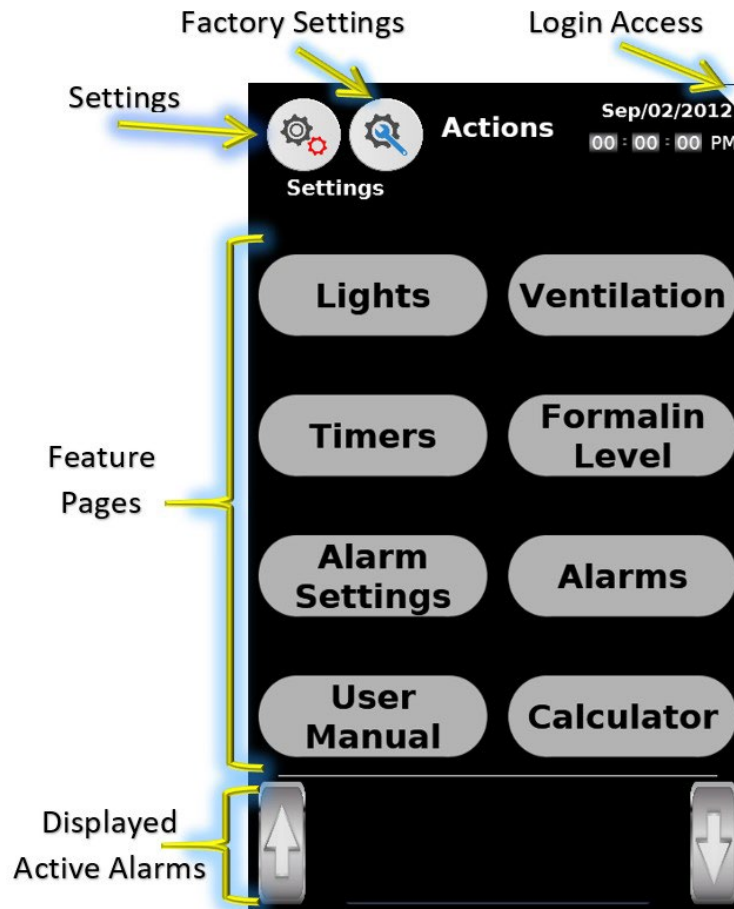 Factory Settings
Login Access
Settings
Sep/02/2012
Actions
00 : 00 : 00 PM
Settings
Lights
Ventilation
Timers
Formalin
Level
Feature
Pages
Alarm
Settings
Alarms
User
Manual
Calculator
Displayed
Active Alarms